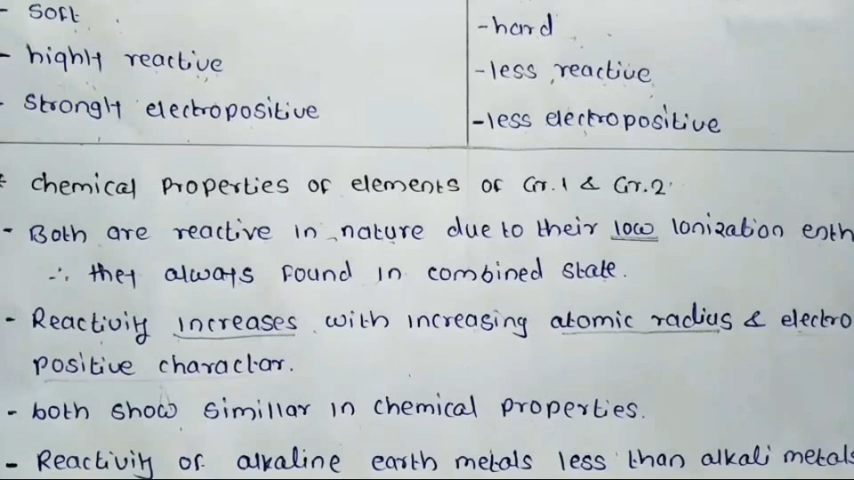 - soft
- highly reactive
- strongly electropositive
- hard
- less reactive
- less electropositive
* chemical properties of elements of Gr.1 & Gr.2
- Both are reactive in nature due to their low Ionization enth
∴ they always found in combined state.
- Reactivity increases with increasing atomic radius & electro
positive charactar.
- both show simillar in chemical properties.
- Reactivity of alkaline earth metals less than alkali metals